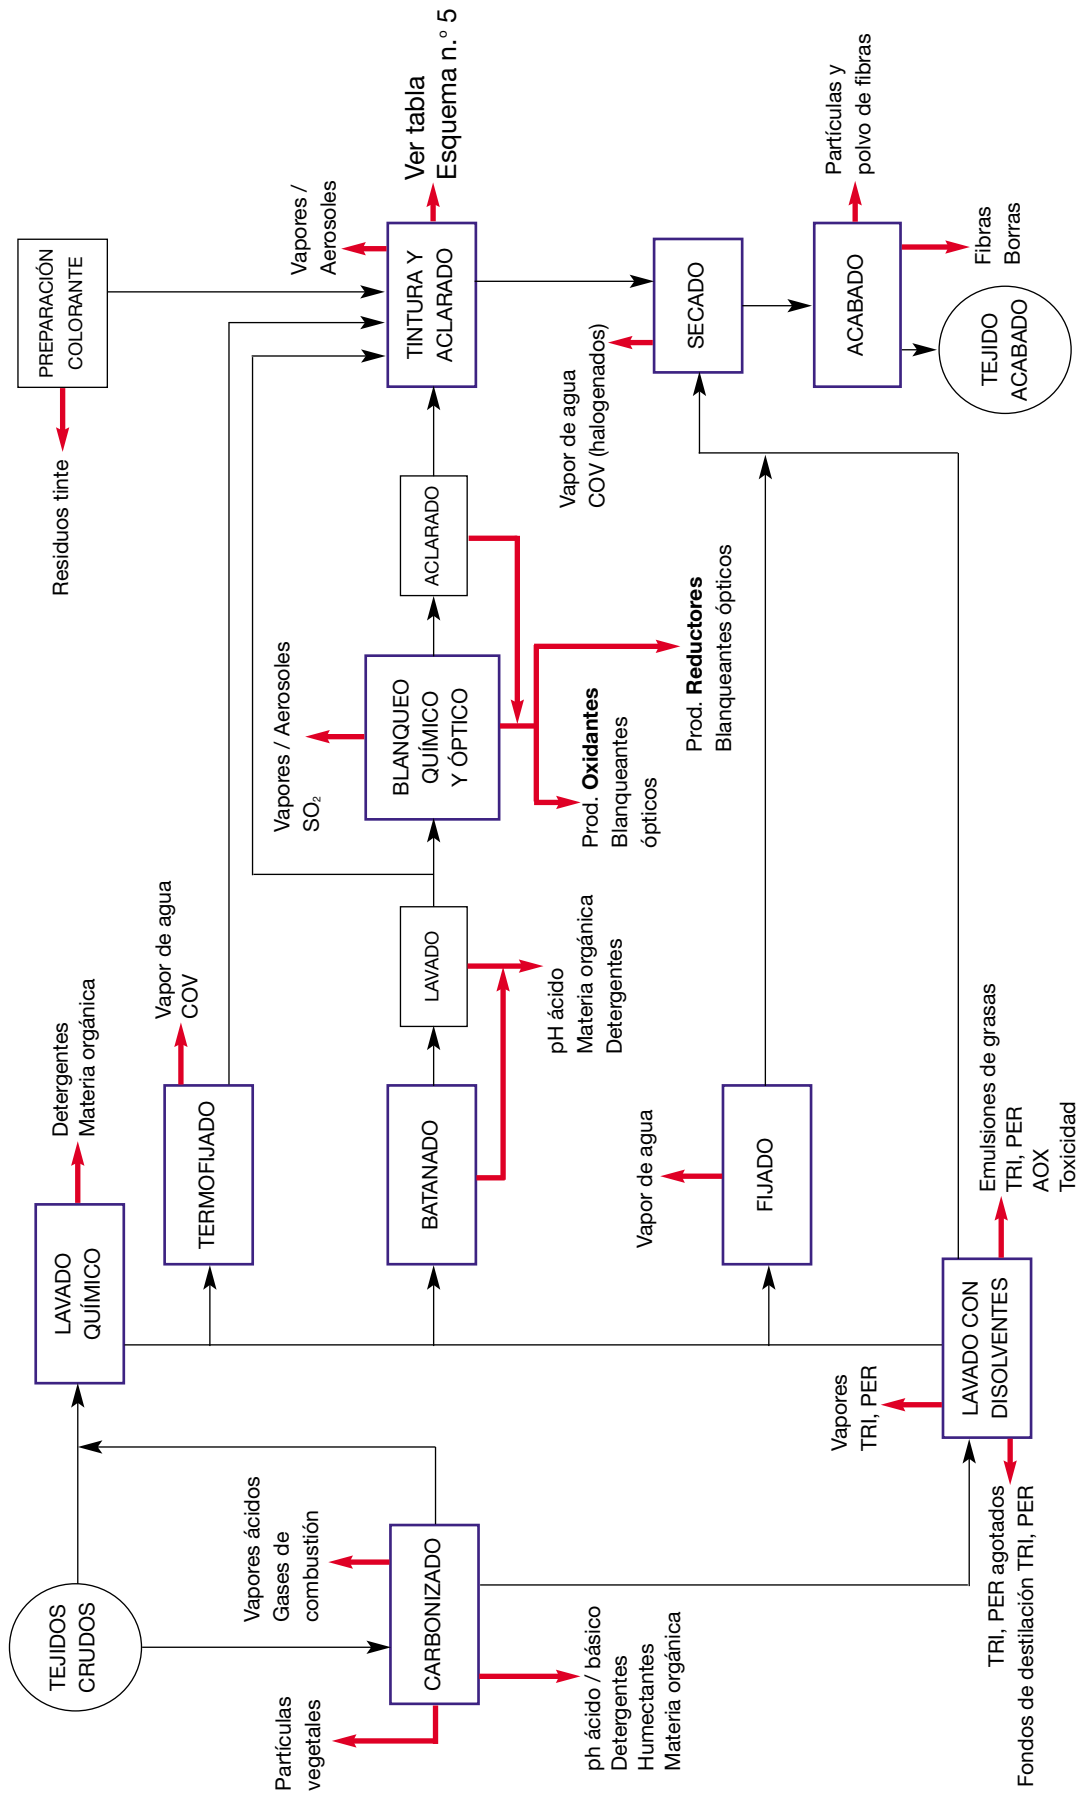 TEJIDOS
CRUDOS
Partículas
vegetales
Vapores ácidos
Gases de
combustión
CARBONIZADO
ph ácido / básico
Detergentes
Humectantes
Materia orgánica
LAVADO
QUÍMICO
Detergentes
Materia orgánica
TERMOFIJADO
Vapor de agua
COV
BATANADO
LAVADO
pH ácido
Materia orgánica
Detergentes
FIJADO
Vapor de agua
LAVADO CON
DISOLVENTES
Vapores
TRI, PER
TRI, PER agotados
Fondos de destilación TRI, PER
Emulsiones de grasas
TRI, PER
AOX
Toxicidad
BLANQUEO
QUÍMICO
Y ÓPTICO
Vapores / Aerosoles
SO₂
Prod. Oxidantes
Blanqueantes
ópticos
Prod. Reductores
Blanqueantes ópticos
ACLARADO
PREPARACIÓN
COLORANTE
Residuos tinte
TINTURA Y
ACLARADO
Vapores /
Aerosoles
Ver tabla
Esquema n.º 5
SECADO
Vapor de agua
COV (halogenados)
ACABADO
Partículas y
polvo de fibras
Fibras
Borras
TEJIDO
ACABADO